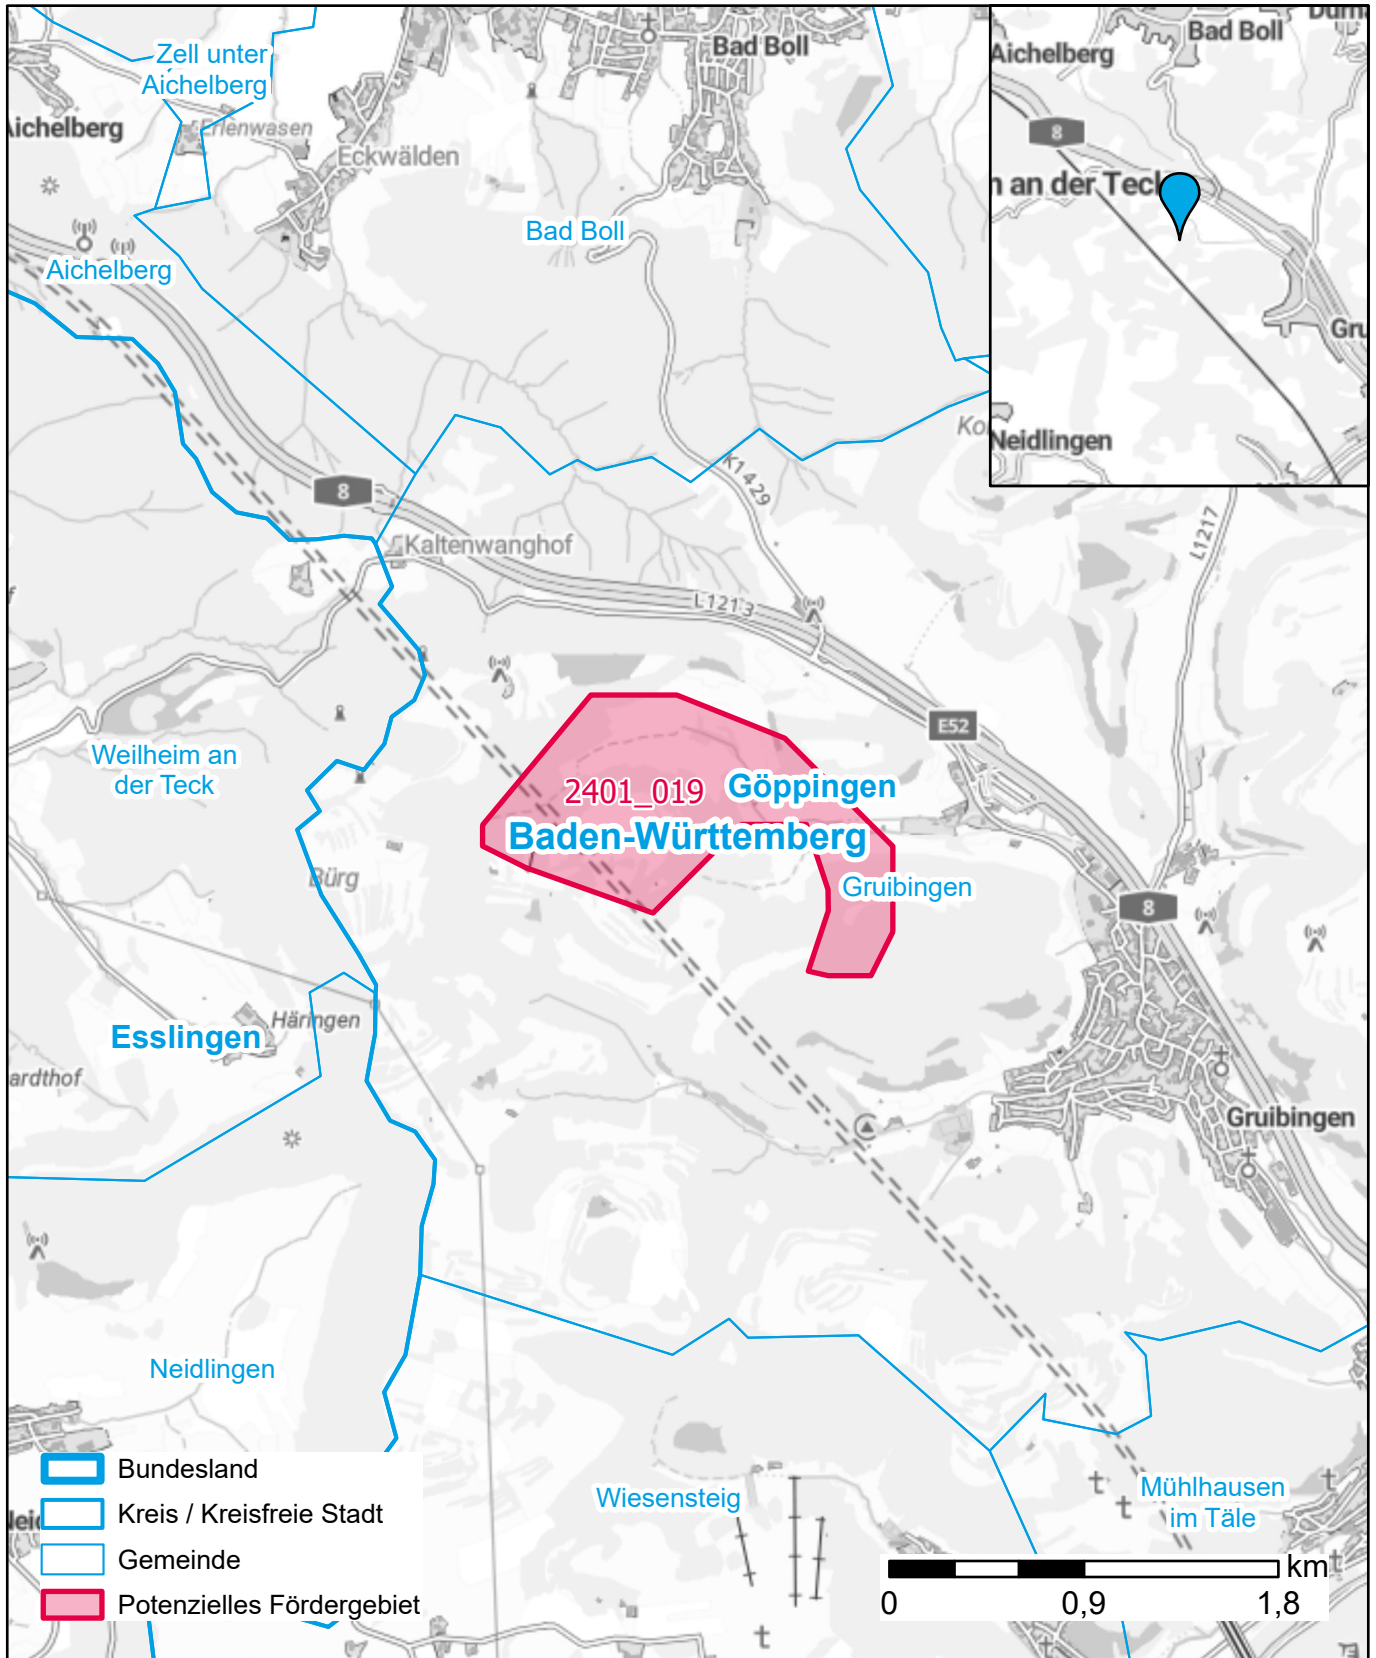 Zell unter
Aichelberg
Bad Boll
Aichelberg
Erlenwasen
Eckwälden
Bad Boll
Aichelberg
8
K1429
L1217
Kaltenwanghof
L1213
E52
Weilheim an
der Teck
2401_019
Göppingen
Baden-Württemberg
Gruibingen
Bürg
8
Häringen
Esslingen
ardthof
Gruibingen
Neidlingen
Wiesensteig
Mühlhausen
im Täle
Bad Boll
Aichelberg
8
n an der Teck
Gru
Neidlingen
Bundesland
Kreis / Kreisfreie Stadt
Gemeinde
Potenzielles Fördergebiet
km
0
0,9
1,8